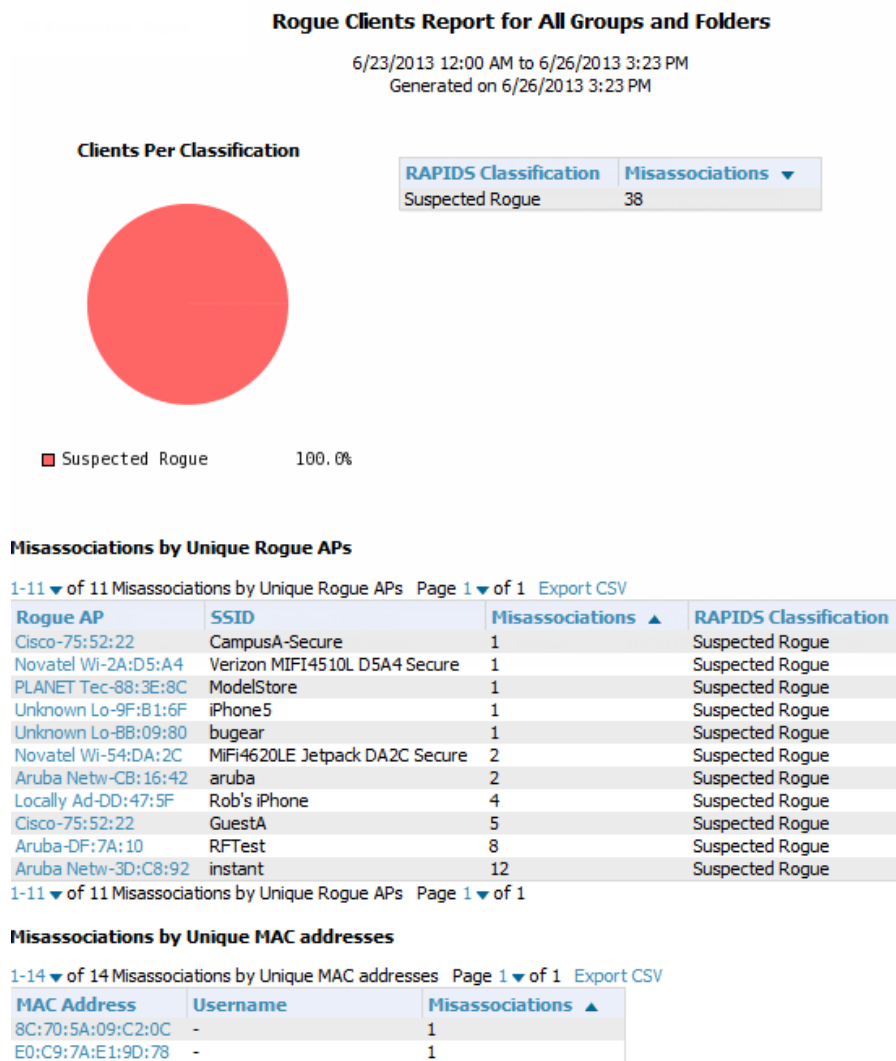 Rogue Clients Report for All Groups and Folders
6/23/2013 12:00 AM to 6/26/2013 3:23 PM
Generated on 6/26/2013 3:23 PM
Clients Per Classification
RAPIDS Classification Misassociations ▼
Suspected Rogue 38
Suspected Rogue 100.0%
Misassociations by Unique Rogue APs
1-11 ▼ of 11 Misassociations by Unique Rogue APs Page 1 ▼ of 1 Export CSV
Rogue AP SSID Misassociations ▲ RAPIDS Classification
Cisco-75:52:22 CampusA-Secure 1 Suspected Rogue
Novatel Wi-2A:D5:A4 Verizon MIFI4510L D5A4 Secure 1 Suspected Rogue
PLANET Tec-88:3E:8C ModelStore 1 Suspected Rogue
Unknown Lo-9F:B1:6F iPhone5 1 Suspected Rogue
Unknown Lo-BB:09:80 bugear 1 Suspected Rogue
Novatel Wi-54:DA:2C MiFi4620LE Jetpack DA2C Secure 2 Suspected Rogue
Aruba Netw-CB:16:42 aruba 2 Suspected Rogue
Locally Ad-DD:47:5F Rob's iPhone 4 Suspected Rogue
Cisco-75:52:22 GuestA 5 Suspected Rogue
Aruba-DF:7A:10 RFTest 8 Suspected Rogue
Aruba Netw-3D:C8:92 instant 12 Suspected Rogue
1-11 ▼ of 11 Misassociations by Unique Rogue APs Page 1 ▼ of 1
Misassociations by Unique MAC addresses
1-14 ▼ of 14 Misassociations by Unique MAC addresses Page 1 ▼ of 1 Export CSV
MAC Address Username Misassociations ▲
8C:70:5A:09:C2:0C - 1
E0:C9:7A:E1:9D:78 - 1